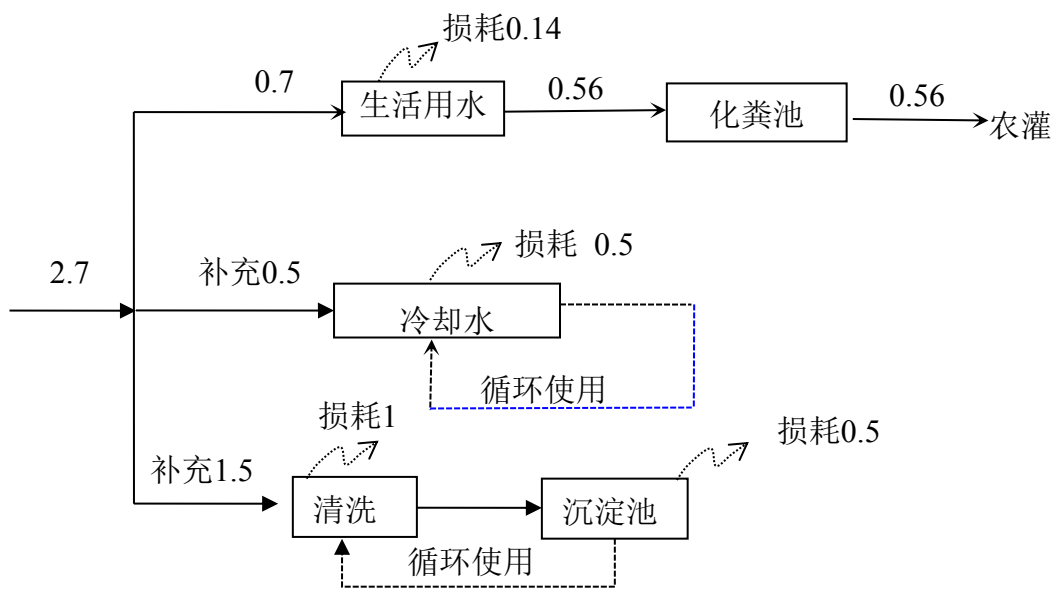 损耗0.14
0.7
生活用水
0.56
化粪池
0.56
农灌
2.7
补充0.5
损耗 0.5
冷却水
循环使用
损耗1
损耗0.5
补充1.5
清洗
沉淀池
循环使用